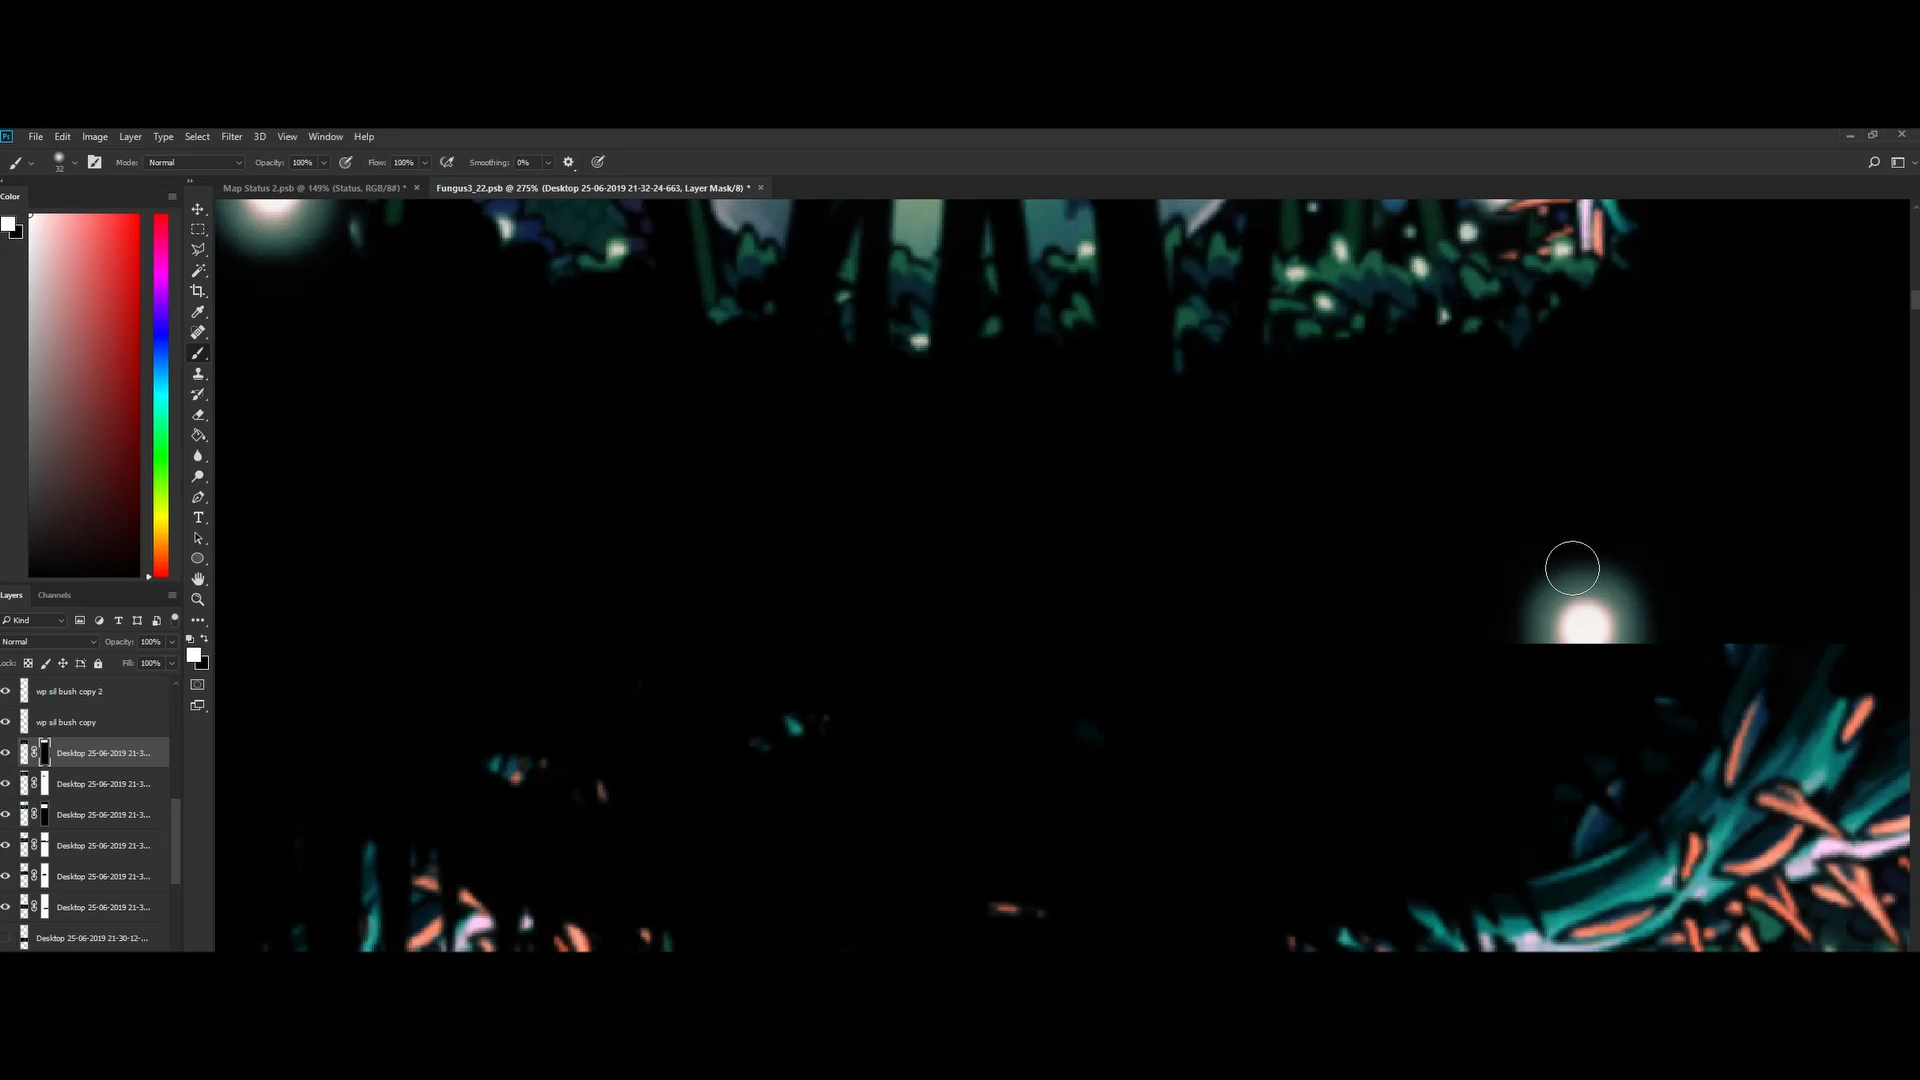 Ps File Edit Image Layer Type Select Filter 3D View Window Help
32 Mode: Normal Opacity: 100% Flow: 100% Smoothing: 0%
Color
Map Status 2.psb @ 149% (Status, RGB/8#) * ×
Fungus3_22.psb @ 275% (Desktop 25-06-2019 21-32-24-663, Layer Mask/8) * ×
Layers Channels
Kind
Normal Opacity: 100%
Lock: Fill: 100%
wp sil bush copy 2
wp sil bush copy
Desktop 25-06-2019 21-3...
Desktop 25-06-2019 21-3...
Desktop 25-06-2019 21-3...
Desktop 25-06-2019 21-3...
Desktop 25-06-2019 21-3...
Desktop 25-06-2019 21-3...
Desktop 25-06-2019 21-30-12-...